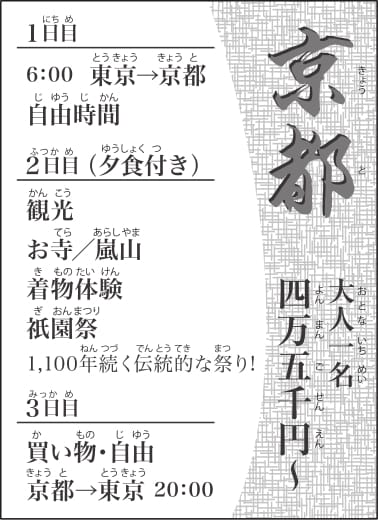 1日目
6:00 東京→京都
自由時間
2日目（夕食付き）
観光
お寺／嵐山
着物体験
祇園祭
1,100年続く伝統的な祭り!
3日目
買い物・自由
京都→東京 20:00
京都
大人一名
四万五千円～